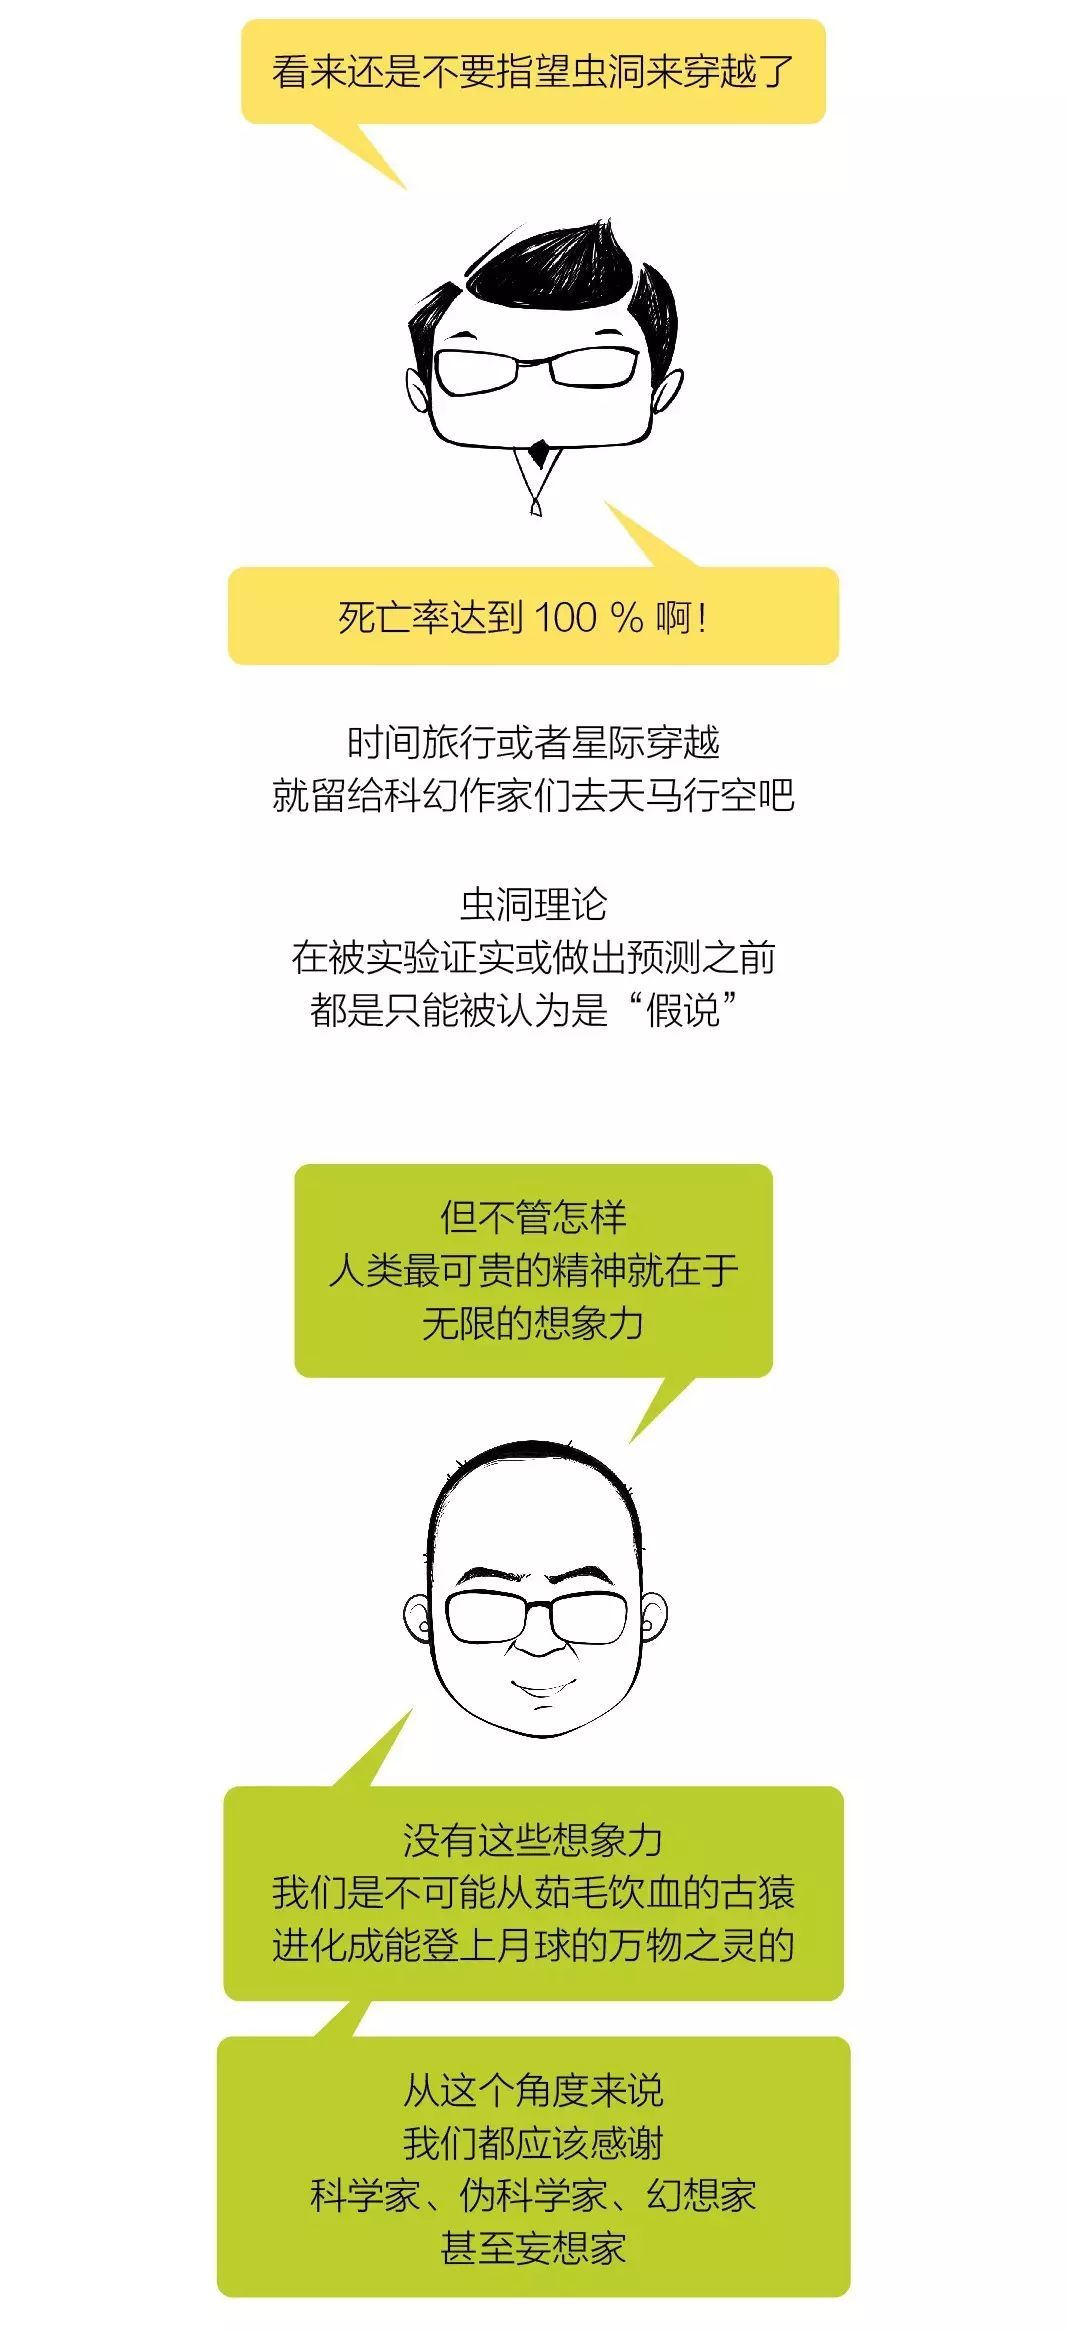 看来还是不要指望虫洞来穿越了
死亡率达到 100 % 啊！
时间旅行或者星际穿越
就留给科幻作家们去天马行空吧
虫洞理论
在被实验证实或做出预测之前
都是只能被认为是“假说”
但不管怎样
人类最可贵的精神就在于
无限的想象力
没有这些想象力
我们是不可能从茹毛饮血的古猿
进化成能登上月球的万物之灵的
从这个角度来说
我们都应该感谢
科学家、伪科学家、幻想家
甚至妄想家